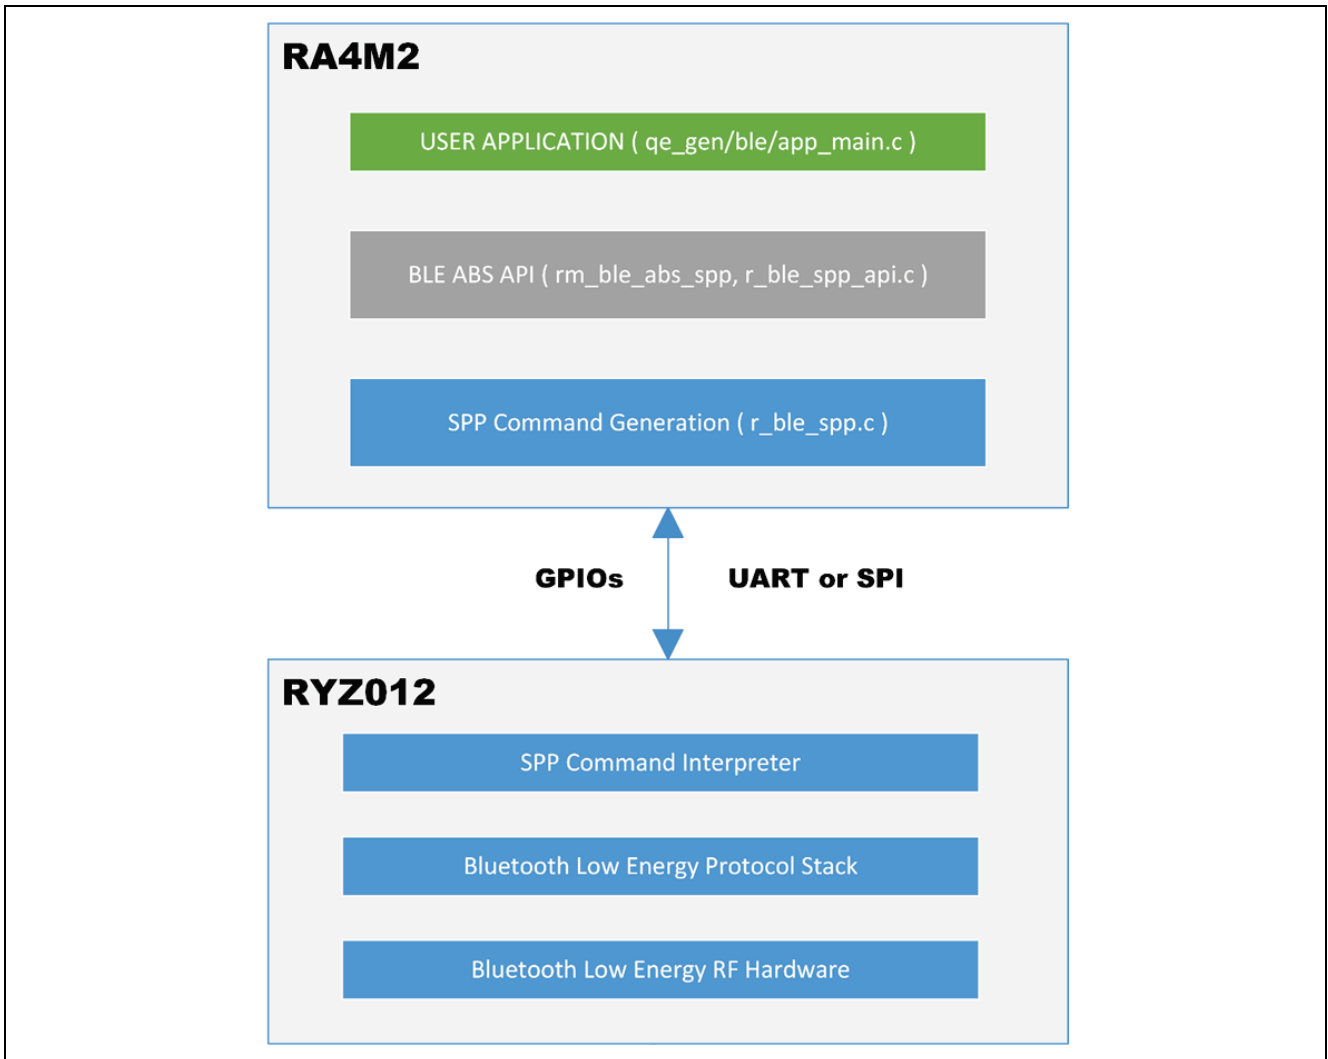 RA4M2
USER APPLICATION ( qe_gen/ble/app_main.c )
BLE ABS API ( rm_ble_abs_spp, r_ble_spp_api.c )
SPP Command Generation ( r_ble_spp.c )
GPIOs UART or SPI
RYZ012
SPP Command Interpreter
Bluetooth Low Energy Protocol Stack
Bluetooth Low Energy RF Hardware